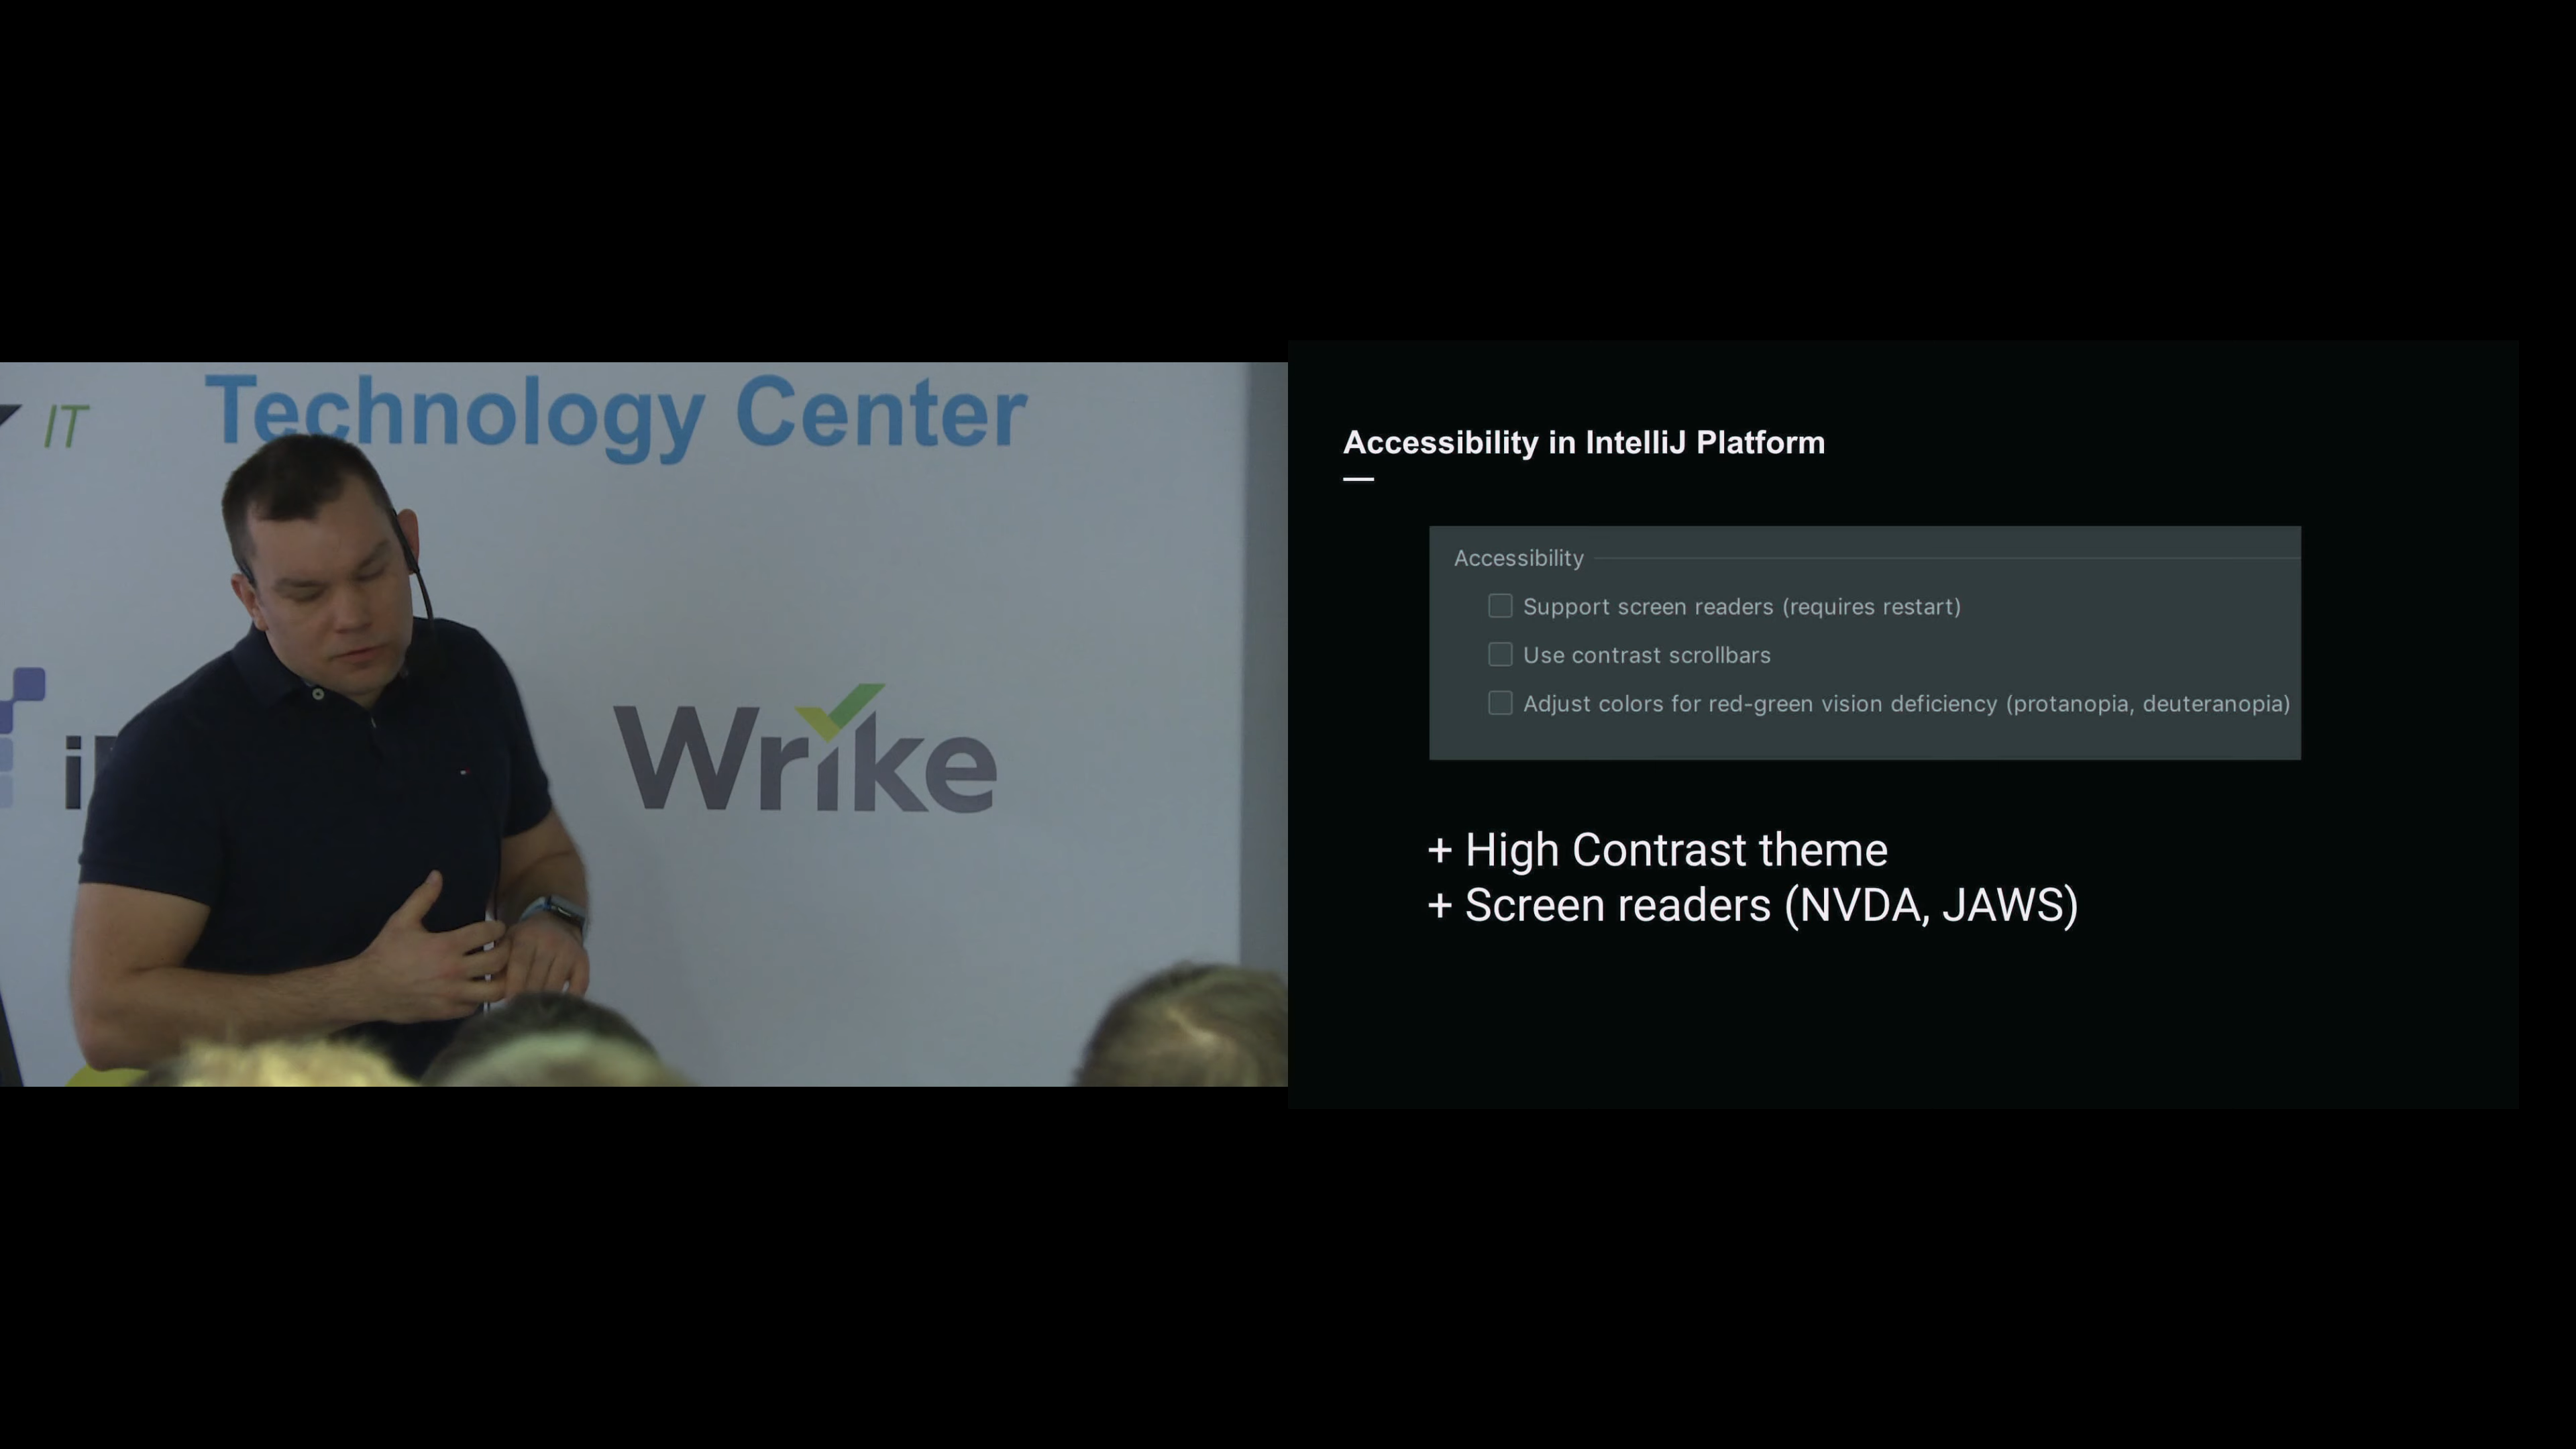 IT
Technology Center
Wrike
Accessibility in IntelliJ Platform
Accessibility
Support screen readers (requires restart)
Use contrast scrollbars
Adjust colors for red-green vision deficiency (protanopia, deuteranopia)
+ High Contrast theme
+ Screen readers (NVDA, JAWS)